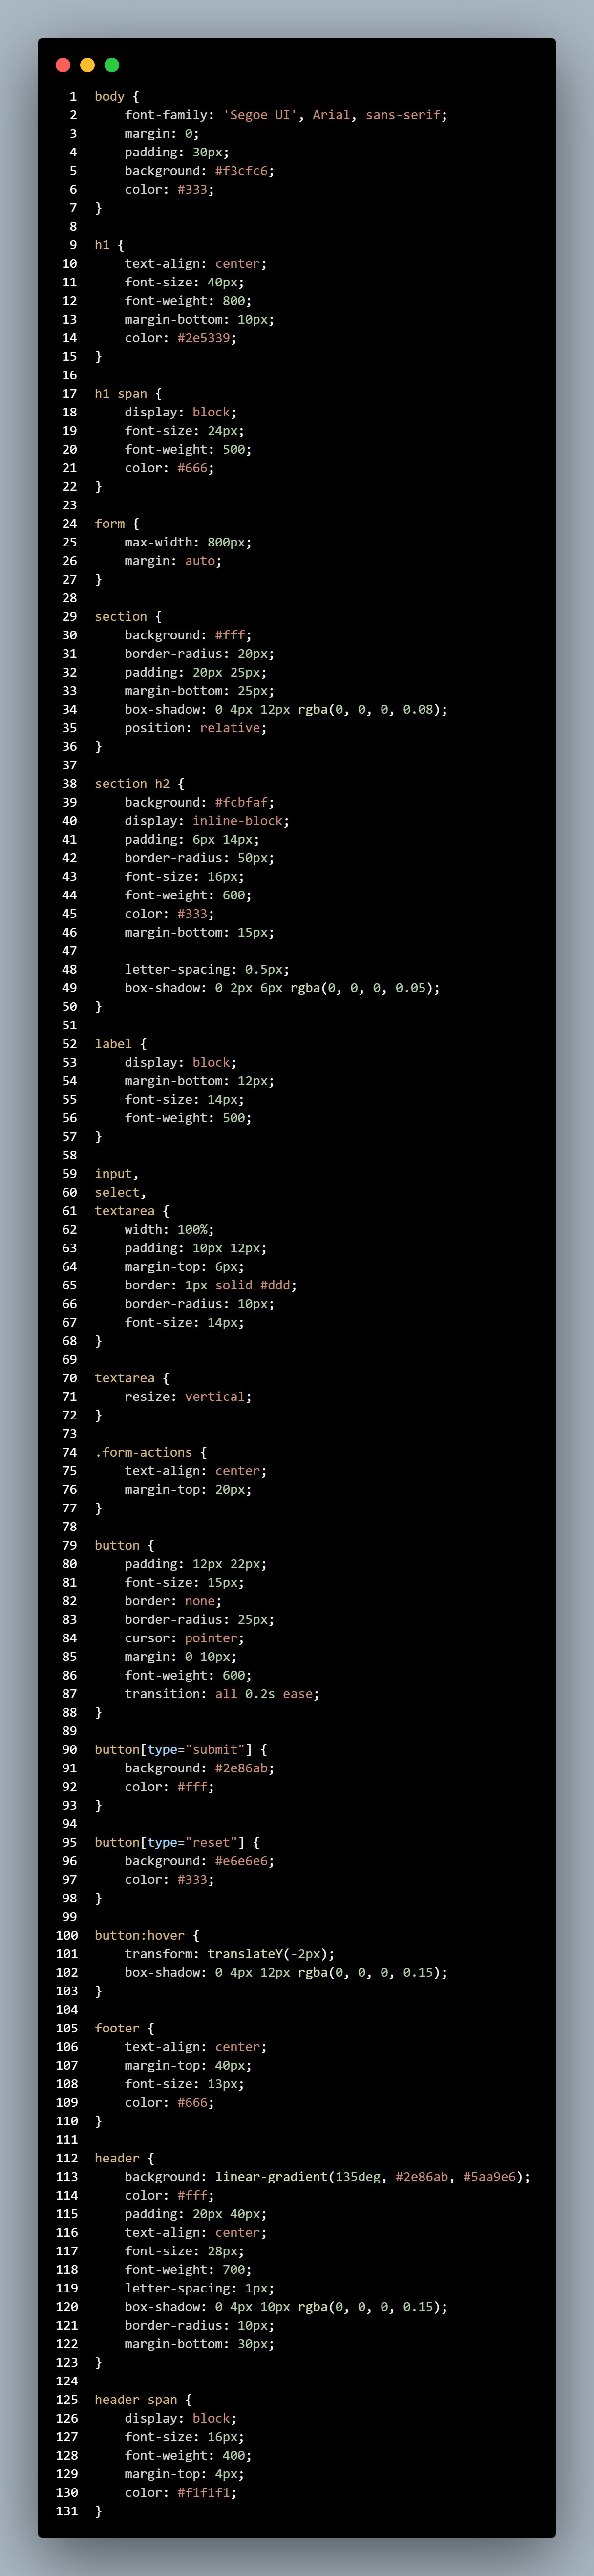 1 body {
2     font-family: 'Segoe UI', Arial, sans-serif;
3     margin: 0;
4     padding: 30px;
5     background: #f3cfc6;
6     color: #333;
7 }
8
9 h1 {
10     text-align: center;
11     font-size: 40px;
12     font-weight: 800;
13     margin-bottom: 10px;
14     color: #2e5339;
15 }
16
17 h1 span {
18     display: block;
19     font-size: 24px;
20     font-weight: 500;
21     color: #666;
22 }
23
24 form {
25     max-width: 800px;
26     margin: auto;
27 }
28
29 section {
30     background: #fff;
31     border-radius: 20px;
32     padding: 20px 25px;
33     margin-bottom: 25px;
34     box-shadow: 0 4px 12px rgba(0, 0, 0, 0.08);
35     position: relative;
36 }
37
38 section h2 {
39     background: #fcbfaf;
40     display: inline-block;
41     padding: 6px 14px;
42     border-radius: 50px;
43     font-size: 16px;
44     font-weight: 600;
45     color: #333;
46     margin-bottom: 15px;
47
48     letter-spacing: 0.5px;
49     box-shadow: 0 2px 6px rgba(0, 0, 0, 0.05);
50 }
51
52 label {
53     display: block;
54     margin-bottom: 12px;
55     font-size: 14px;
56     font-weight: 500;
57 }
58
59 input,
60 select,
61 textarea {
62     width: 100%;
63     padding: 10px 12px;
64     margin-top: 6px;
65     border: 1px solid #ddd;
66     border-radius: 10px;
67     font-size: 14px;
68 }
69
70 textarea {
71     resize: vertical;
72 }
73
74 .form-actions {
75     text-align: center;
76     margin-top: 20px;
77 }
78
79 button {
80     padding: 12px 22px;
81     font-size: 15px;
82     border: none;
83     border-radius: 25px;
84     cursor: pointer;
85     margin: 0 10px;
86     font-weight: 600;
87     transition: all 0.2s ease;
88 }
89
90 button[type="submit"] {
91     background: #2e86ab;
92     color: #fff;
93 }
94
95 button[type="reset"] {
96     background: #e6e6e6;
97     color: #333;
98 }
99
100 button:hover {
101     transform: translateY(-2px);
102     box-shadow: 0 4px 12px rgba(0, 0, 0, 0.15);
103 }
104
105 footer {
106     text-align: center;
107     margin-top: 40px;
108     font-size: 13px;
109     color: #666;
110 }
111
112 header {
113     background: linear-gradient(135deg, #2e86ab, #5aa9e6);
114     color: #fff;
115     padding: 20px 40px;
116     text-align: center;
117     font-size: 28px;
118     font-weight: 700;
119     letter-spacing: 1px;
120     box-shadow: 0 4px 10px rgba(0, 0, 0, 0.15);
121     border-radius: 10px;
122     margin-bottom: 30px;
123 }
124
125 header span {
126     display: block;
127     font-size: 16px;
128     font-weight: 400;
129     margin-top: 4px;
130     color: #f1f1f1;
131 }